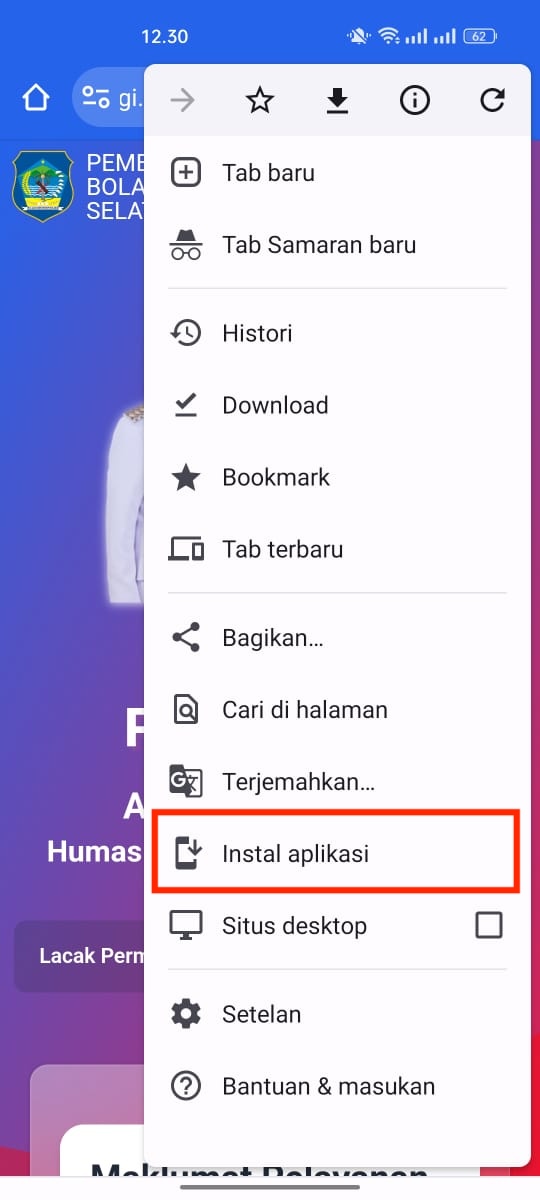 12.30
62
gi.
PEME
BOLA
SELA
Tab baru
Tab Samaran baru
Histori
Download
Bookmark
Tab terbaru
Bagikan...
Cari di halaman
Terjemahkan...
Instal aplikasi
Situs desktop
Setelan
Bantuan & masukan
A
Humas
Lacak Perm
Maklumat Pelayanan